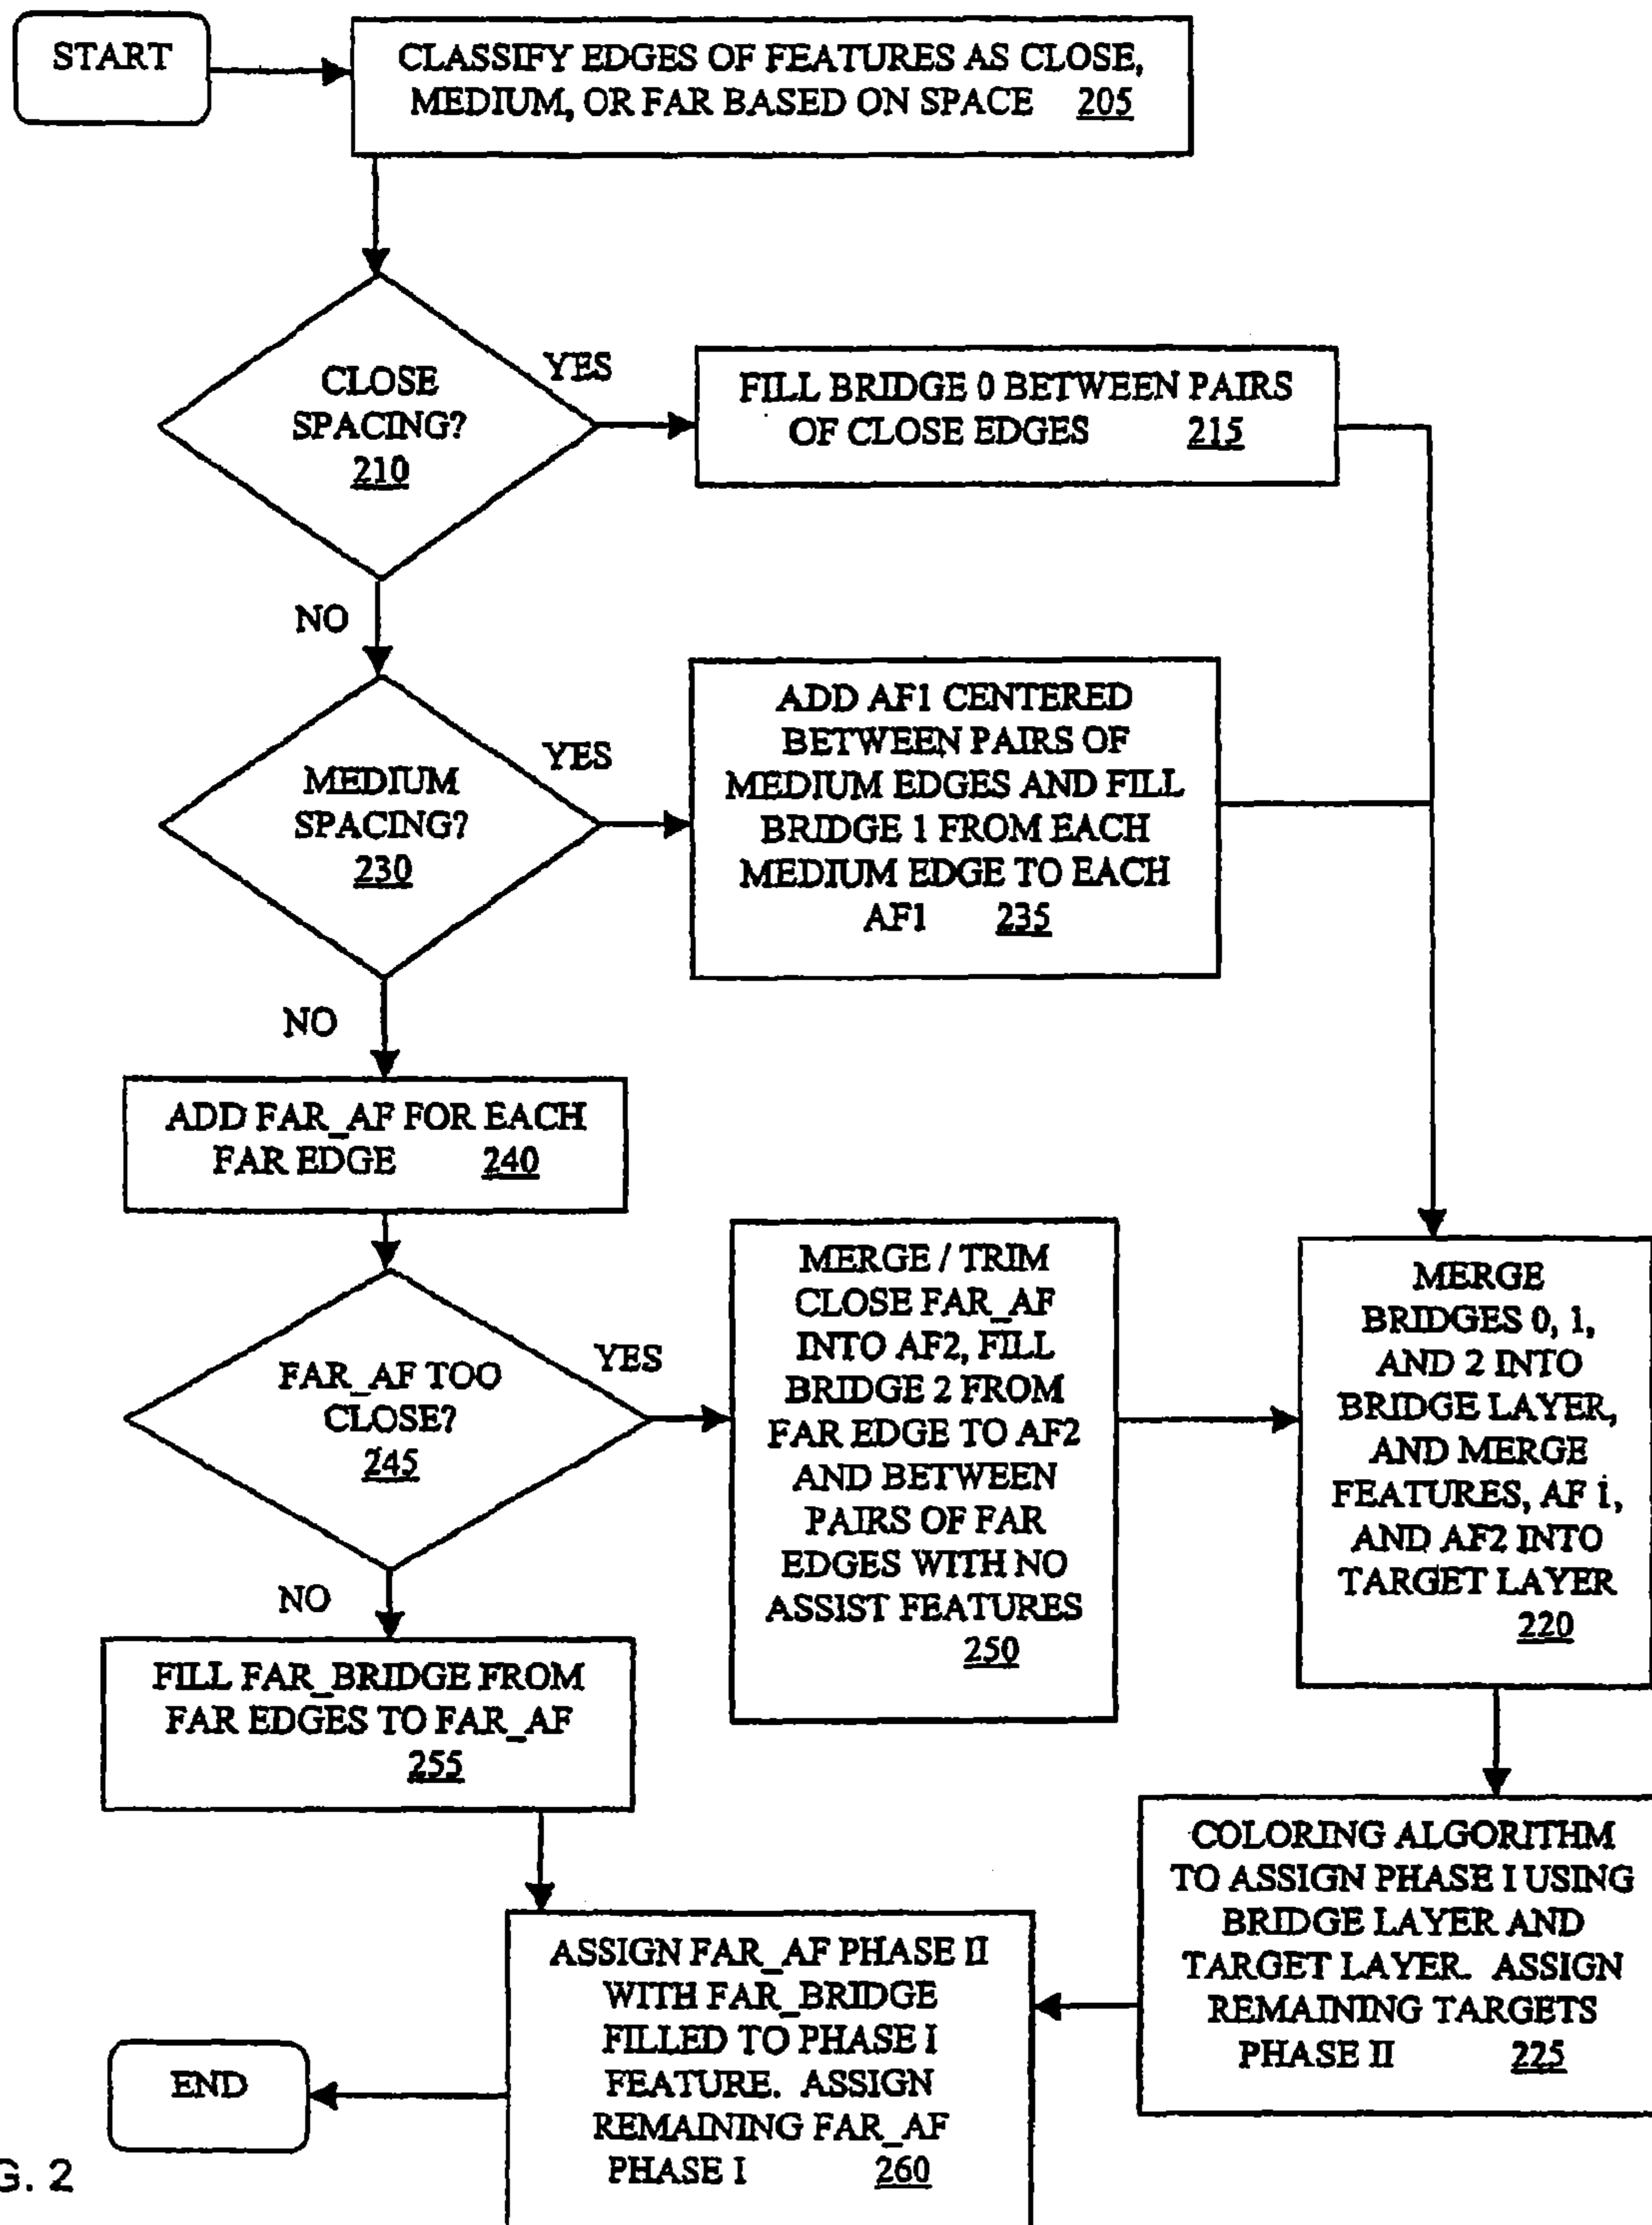 START
CLASSIFY EDGES OF FEATURES AS CLOSE,
MEDIUM, OR FAR BASED ON SPACE 205
CLOSE
SPACING?
210
YES
FILL BRIDGE 0 BETWEEN PAIRS
OF CLOSE EDGES 215
NO
MEDIUM
SPACING?
230
YES
ADD AF1 CENTERED
BETWEEN PAIRS OF
MEDIUM EDGES AND FILL
BRIDGE 1 FROM EACH
MEDIUM EDGE TO EACH
AF1 235
NO
ADD FAR_AF FOR EACH
FAR EDGE 240
FAR_AF TOO
CLOSE?
245
YES
MERGE / TRIM
CLOSE FAR_AF
INTO AF2, FILL
BRIDGE 2 FROM
FAR EDGE TO AF2
AND BETWEEN
PAIRS OF FAR
EDGES WITH NO
ASSIST FEATURES
250
MERGE
BRIDGES 0, 1,
AND 2 INTO
BRIDGE LAYER,
AND MERGE
FEATURES, AF 1,
AND AF2 INTO
TARGET LAYER
220
NO
FILL FAR_BRIDGE FROM
FAR EDGES TO FAR_AF
255
COLORING ALGORITHM
TO ASSIGN PHASE I USING
BRIDGE LAYER AND
TARGET LAYER. ASSIGN
REMAINING TARGETS
PHASE II 225
ASSIGN FAR_AF PHASE II
WITH FAR_BRIDGE
FILLED TO PHASE I
FEATURE. ASSIGN
REMAINING FAR_AF
PHASE I 260
END
G. 2